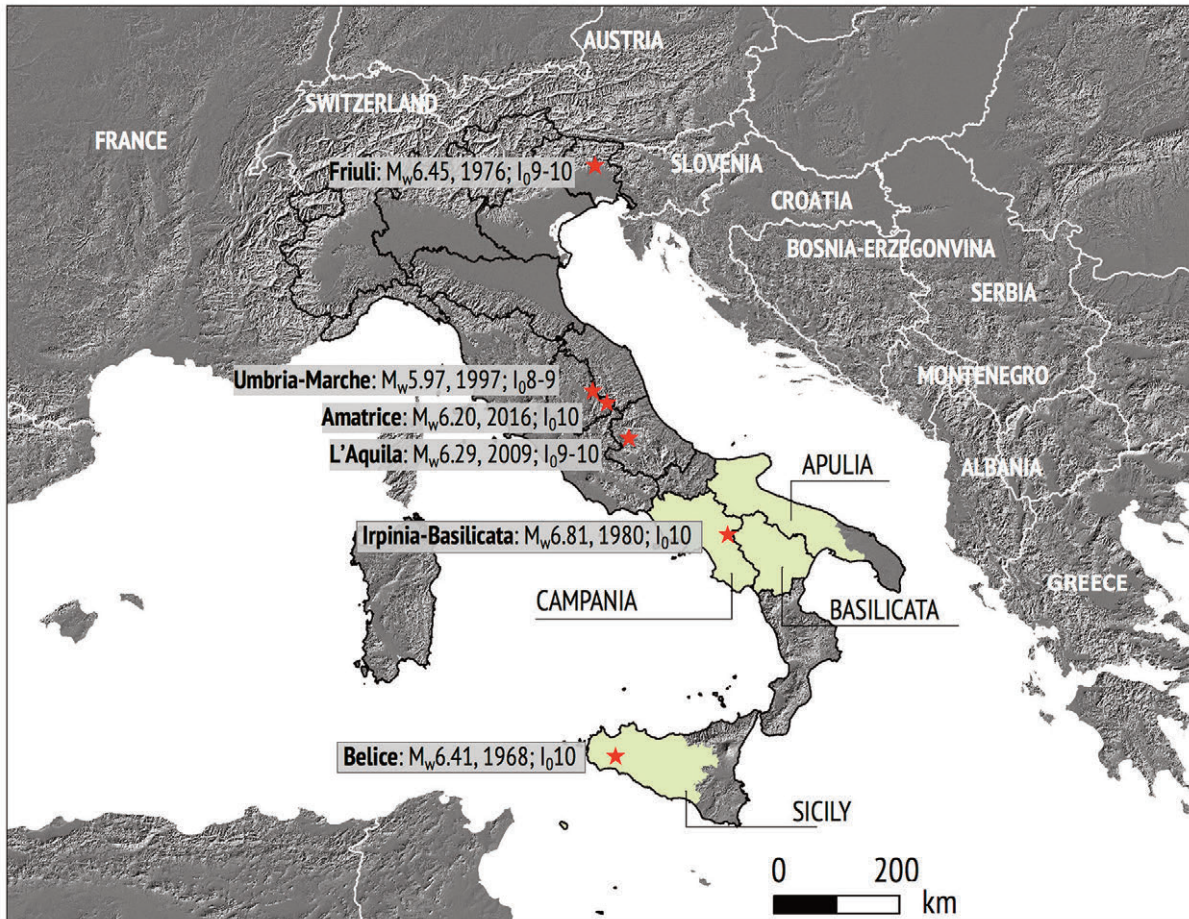 AUSTRIA
SWITZERLAND
FRANCE
SLOVENIA
Friuli: Mw6.45, 1976; I09-10
CROATIA
BOSNIA-ERZEGONVINA
SERBIA
Umbria-Marche: Mw5.97, 1997; I08-9
MONTENEGRO
Amatrice: Mw6.20, 2016; I010
L'Aquila: Mw6.29, 2009; I09-10
APULIA
ALBANIA
Irpinia-Basilicata: Mw6.81, 1980; I010
GREECE
CAMPANIA
BASILICATA
Belice: Mw6.41, 1968; I010
SICILY
0 200
km